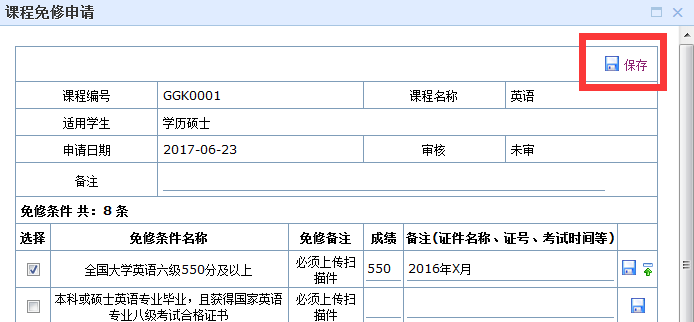 课程免修申请
保存
课程编号 GGK0001 课程名称 英语
适用学生 学历硕士
申请日期 2017-06-23 审核 未审
备注
免修条件 共：8 条
选择 免修条件名称 免修备注 成绩 备注(证件名称、证号、考试时间等)
全国大学英语六级550分及以上 必须上传扫描件 550 2016年X月
本科或硕士英语专业毕业，且获得国家英语专业八级考试合格证书 必须上传扫描件